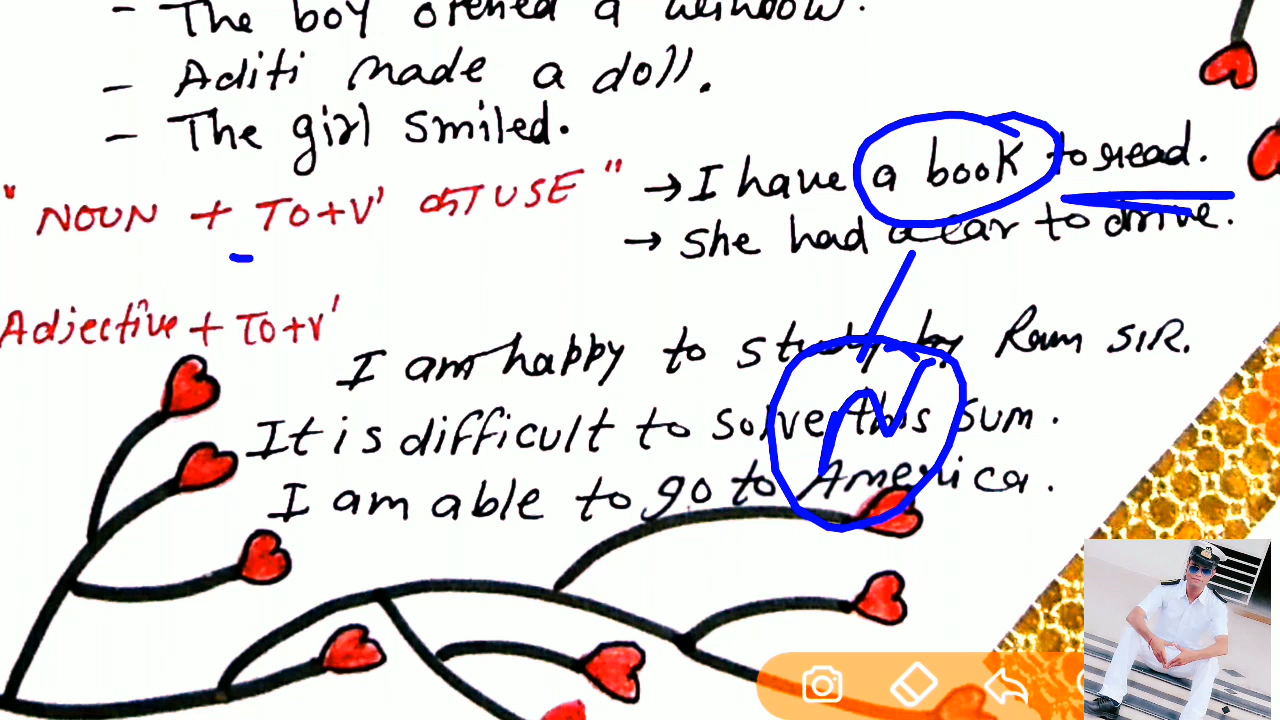 - The boy opened a window.
- Aditi made a doll.
- The girl smiled.
"NOUN + TO+V' का USE" → I have a book to read.
→ She had a car to drive.
Adjective + To+v'
I am happy to study by Ram SIR.
It is difficult to solve this sum.
I am able to go to America.
N